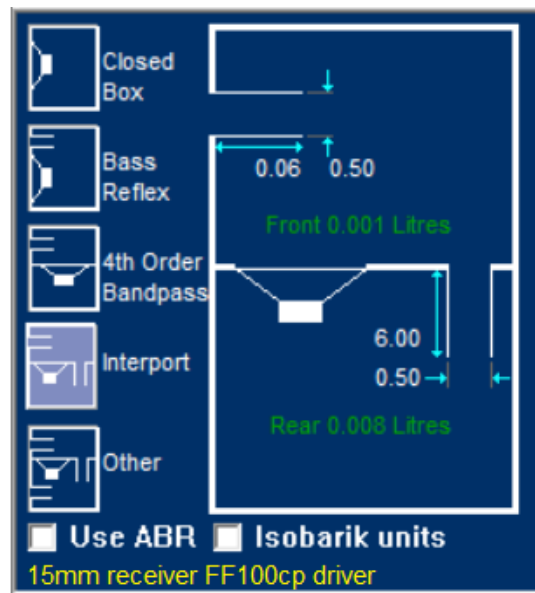 Closed
Box
Bass
Reflex
4th Order
Bandpass
Interport
Other
0.06
0.50
Front 0.001 Litres
6.00
0.50
Rear 0.008 Litres
Use ABR
Isobarik units
15mm receiver FF100cp driver